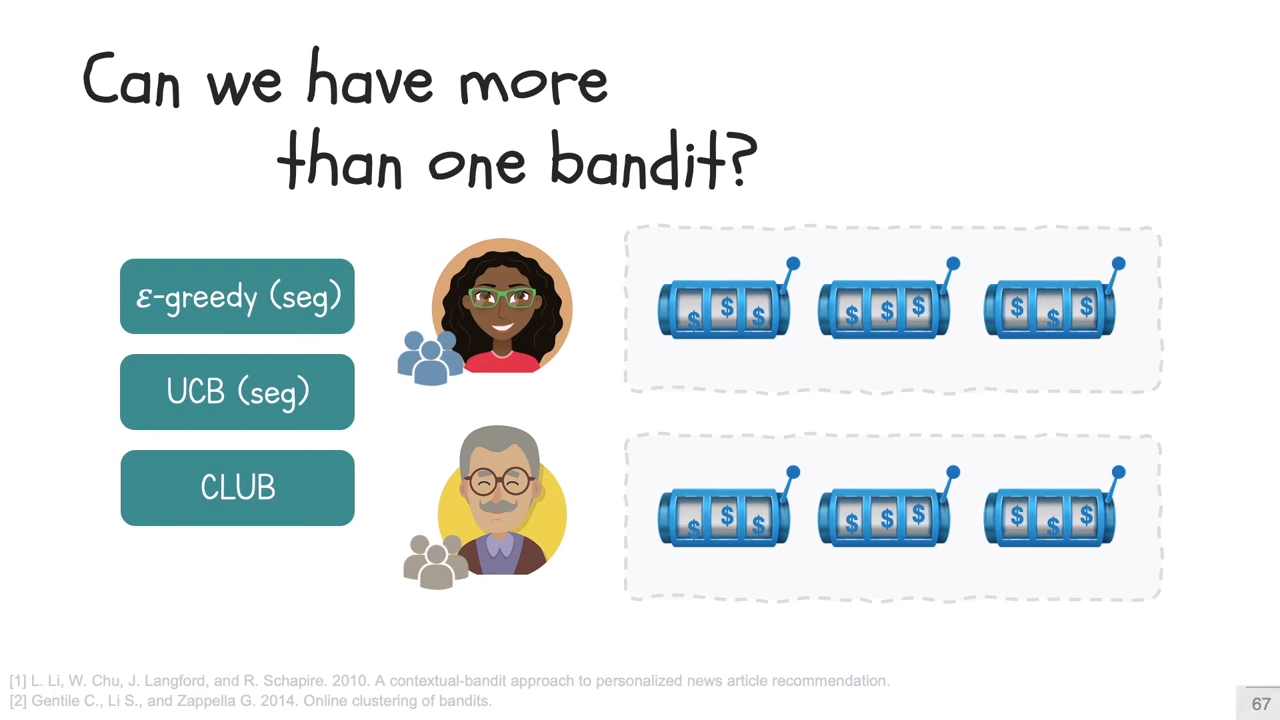 Can we have more
than one bandit?
ε-greedy (seg)
UCB (seg)
CLUB
$ $ $ $ $ $ $ $ $
$ $ $ $ $ $ $ $ $
[1] L. Li, W. Chu, J. Langford, and R. Schapire. 2010. A contextual-bandit approach to personalized news article recommendation.
[2] Gentile C., Li S., and Zappella G. 2014. Online clustering of bandits.
67